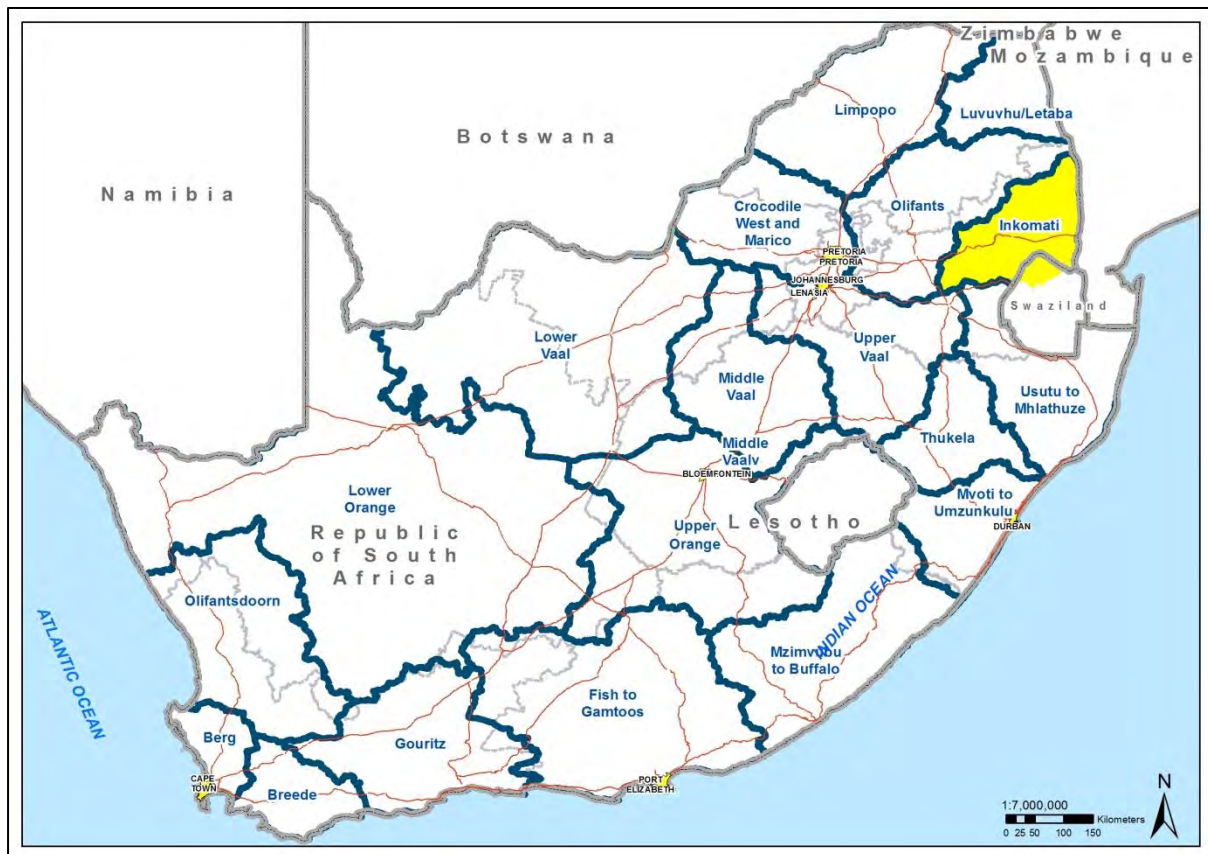 Zimbabwe
Mozambique
Limpopo
Luvuvhu/Letaba
Botswana
Namibia
Crocodile
West and
Marico
Olifants
Inkomati
PRETORIA
PRETORIA
JOHANNESBURG
LENASIA
Swaziland
Lower
Vaal
Upper
Vaal
Middle
Vaal
Usutu to
Mhlathuze
Thukela
Middle
Vaalv
BLOEMFONTEIN
Lower
Orange
Mvoti to
Umzunkulu
DURBAN
Republic
of South
Africa
Upper
Orange
Lesotho
Olifantsdoorn
ATLANTIC OCEAN
INDIAN OCEAN
Mzimvubu
to Buffalo
Fish to
Gamtoos
Berg
Gouritz
CAPE
TOWN
Breede
PORT
ELIZABETH
N
1:7,000,000
Kilometers
0 25 50 100 150